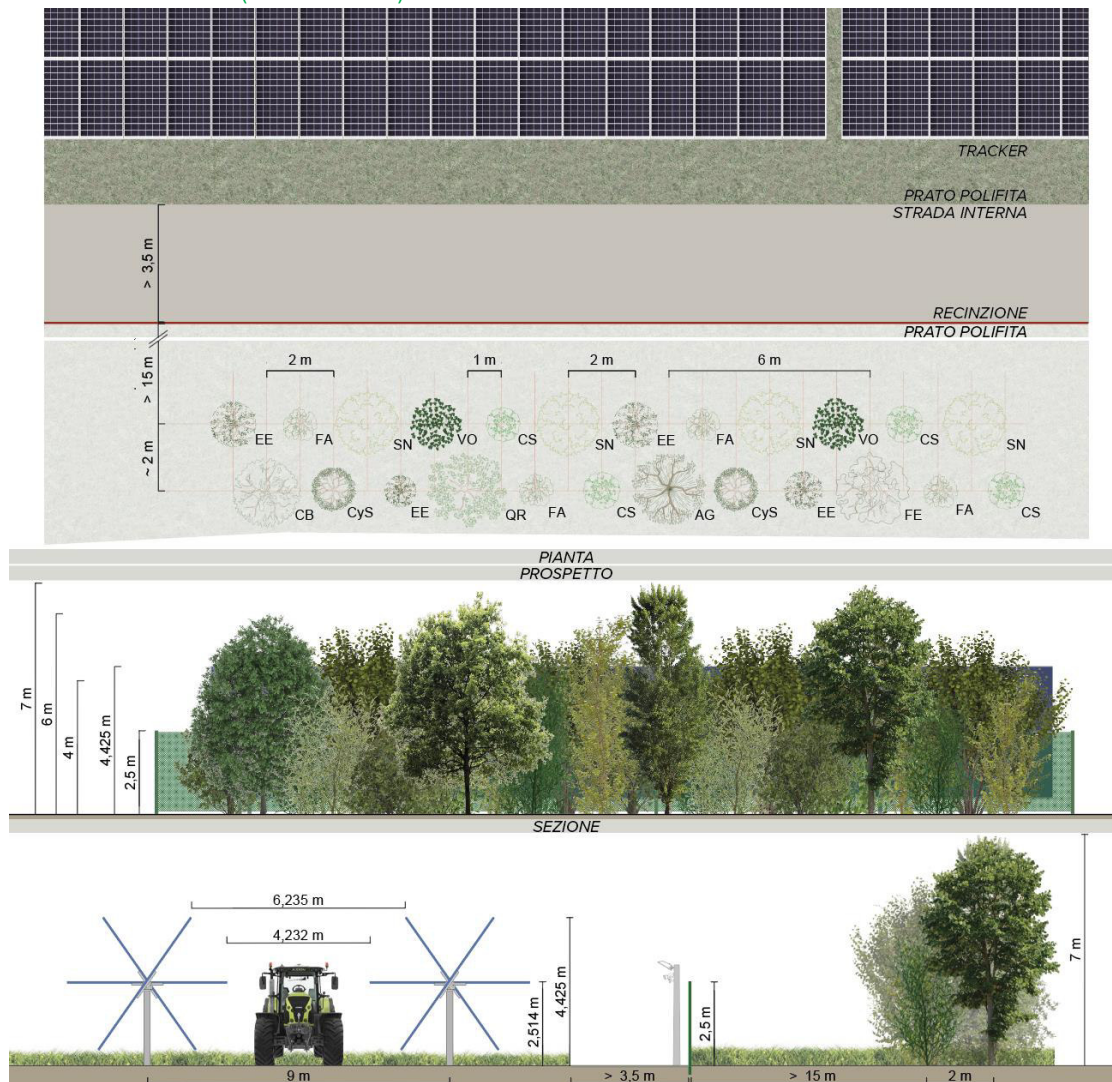 TRACKER
PRATO POLIFITA
STRADA INTERNA
> 3,5 m
RECINZIONE
PRATO POLIFITA
> 15 m
2 m
1 m
2 m
6 m
EE FA SN VO CS SN EE FA SN VO CS SN
~ 2 m
CB CyS EE QR FA CS AG CyS EE FE FA CS
PIANTA
PROSPETTO
7 m
6 m
4 m
4,425 m
2,5 m
SEZIONE
6,235 m
4,232 m
4,425 m
2,514 m
2,5 m
7 m
9 m
> 3,5 m
> 15 m
2 m